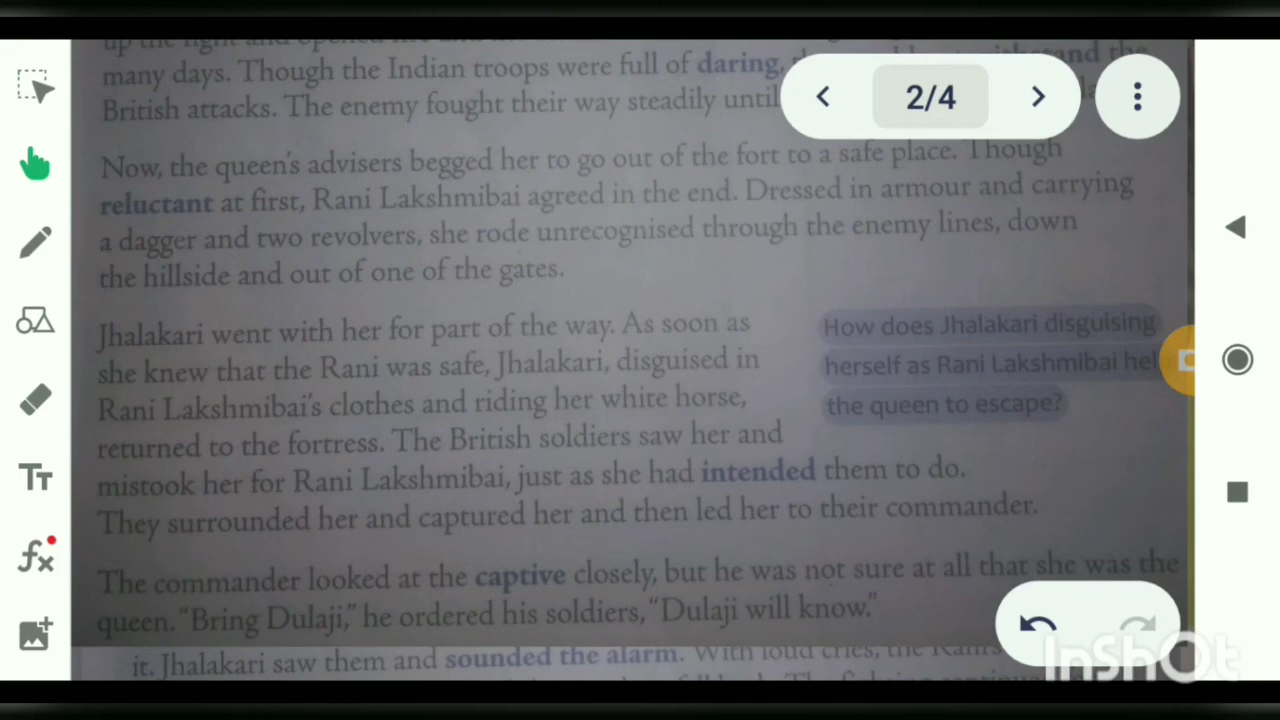 many days. Though the Indian troops were full of daring,
2/4
British attacks. The enemy fought their way steadily until
Now, the queen's advisers begged her to go out of the fort to a safe place. Though
reluctant at first, Rani Lakshmibai agreed in the end. Dressed in armour and carrying
a dagger and two revolvers, she rode unrecognised through the enemy lines, down
the hillside and out of one of the gates.
Jhalakari went with her for part of the way. As soon as
she knew that the Rani was safe, Jhalakari, disguised in
Rani Lakshmibai's clothes and riding her white horse,
returned to the fortress. The British soldiers saw her and
mistook her for Rani Lakshmibai, just as she had intended them to do.
They surrounded her and captured her and then led her to their commander.
How does Jhalakari disguising
herself as Rani Lakshmibai hel
the queen to escape?
The commander looked at the captive closely, but he was not sure at all that she was the
queen. “Bring Dulaji,” he ordered his soldiers, “Dulaji will know.”
it. Jhalakari saw them and sounded the alarm. With loud cries, the Rani's
Tt
fx
InShOt